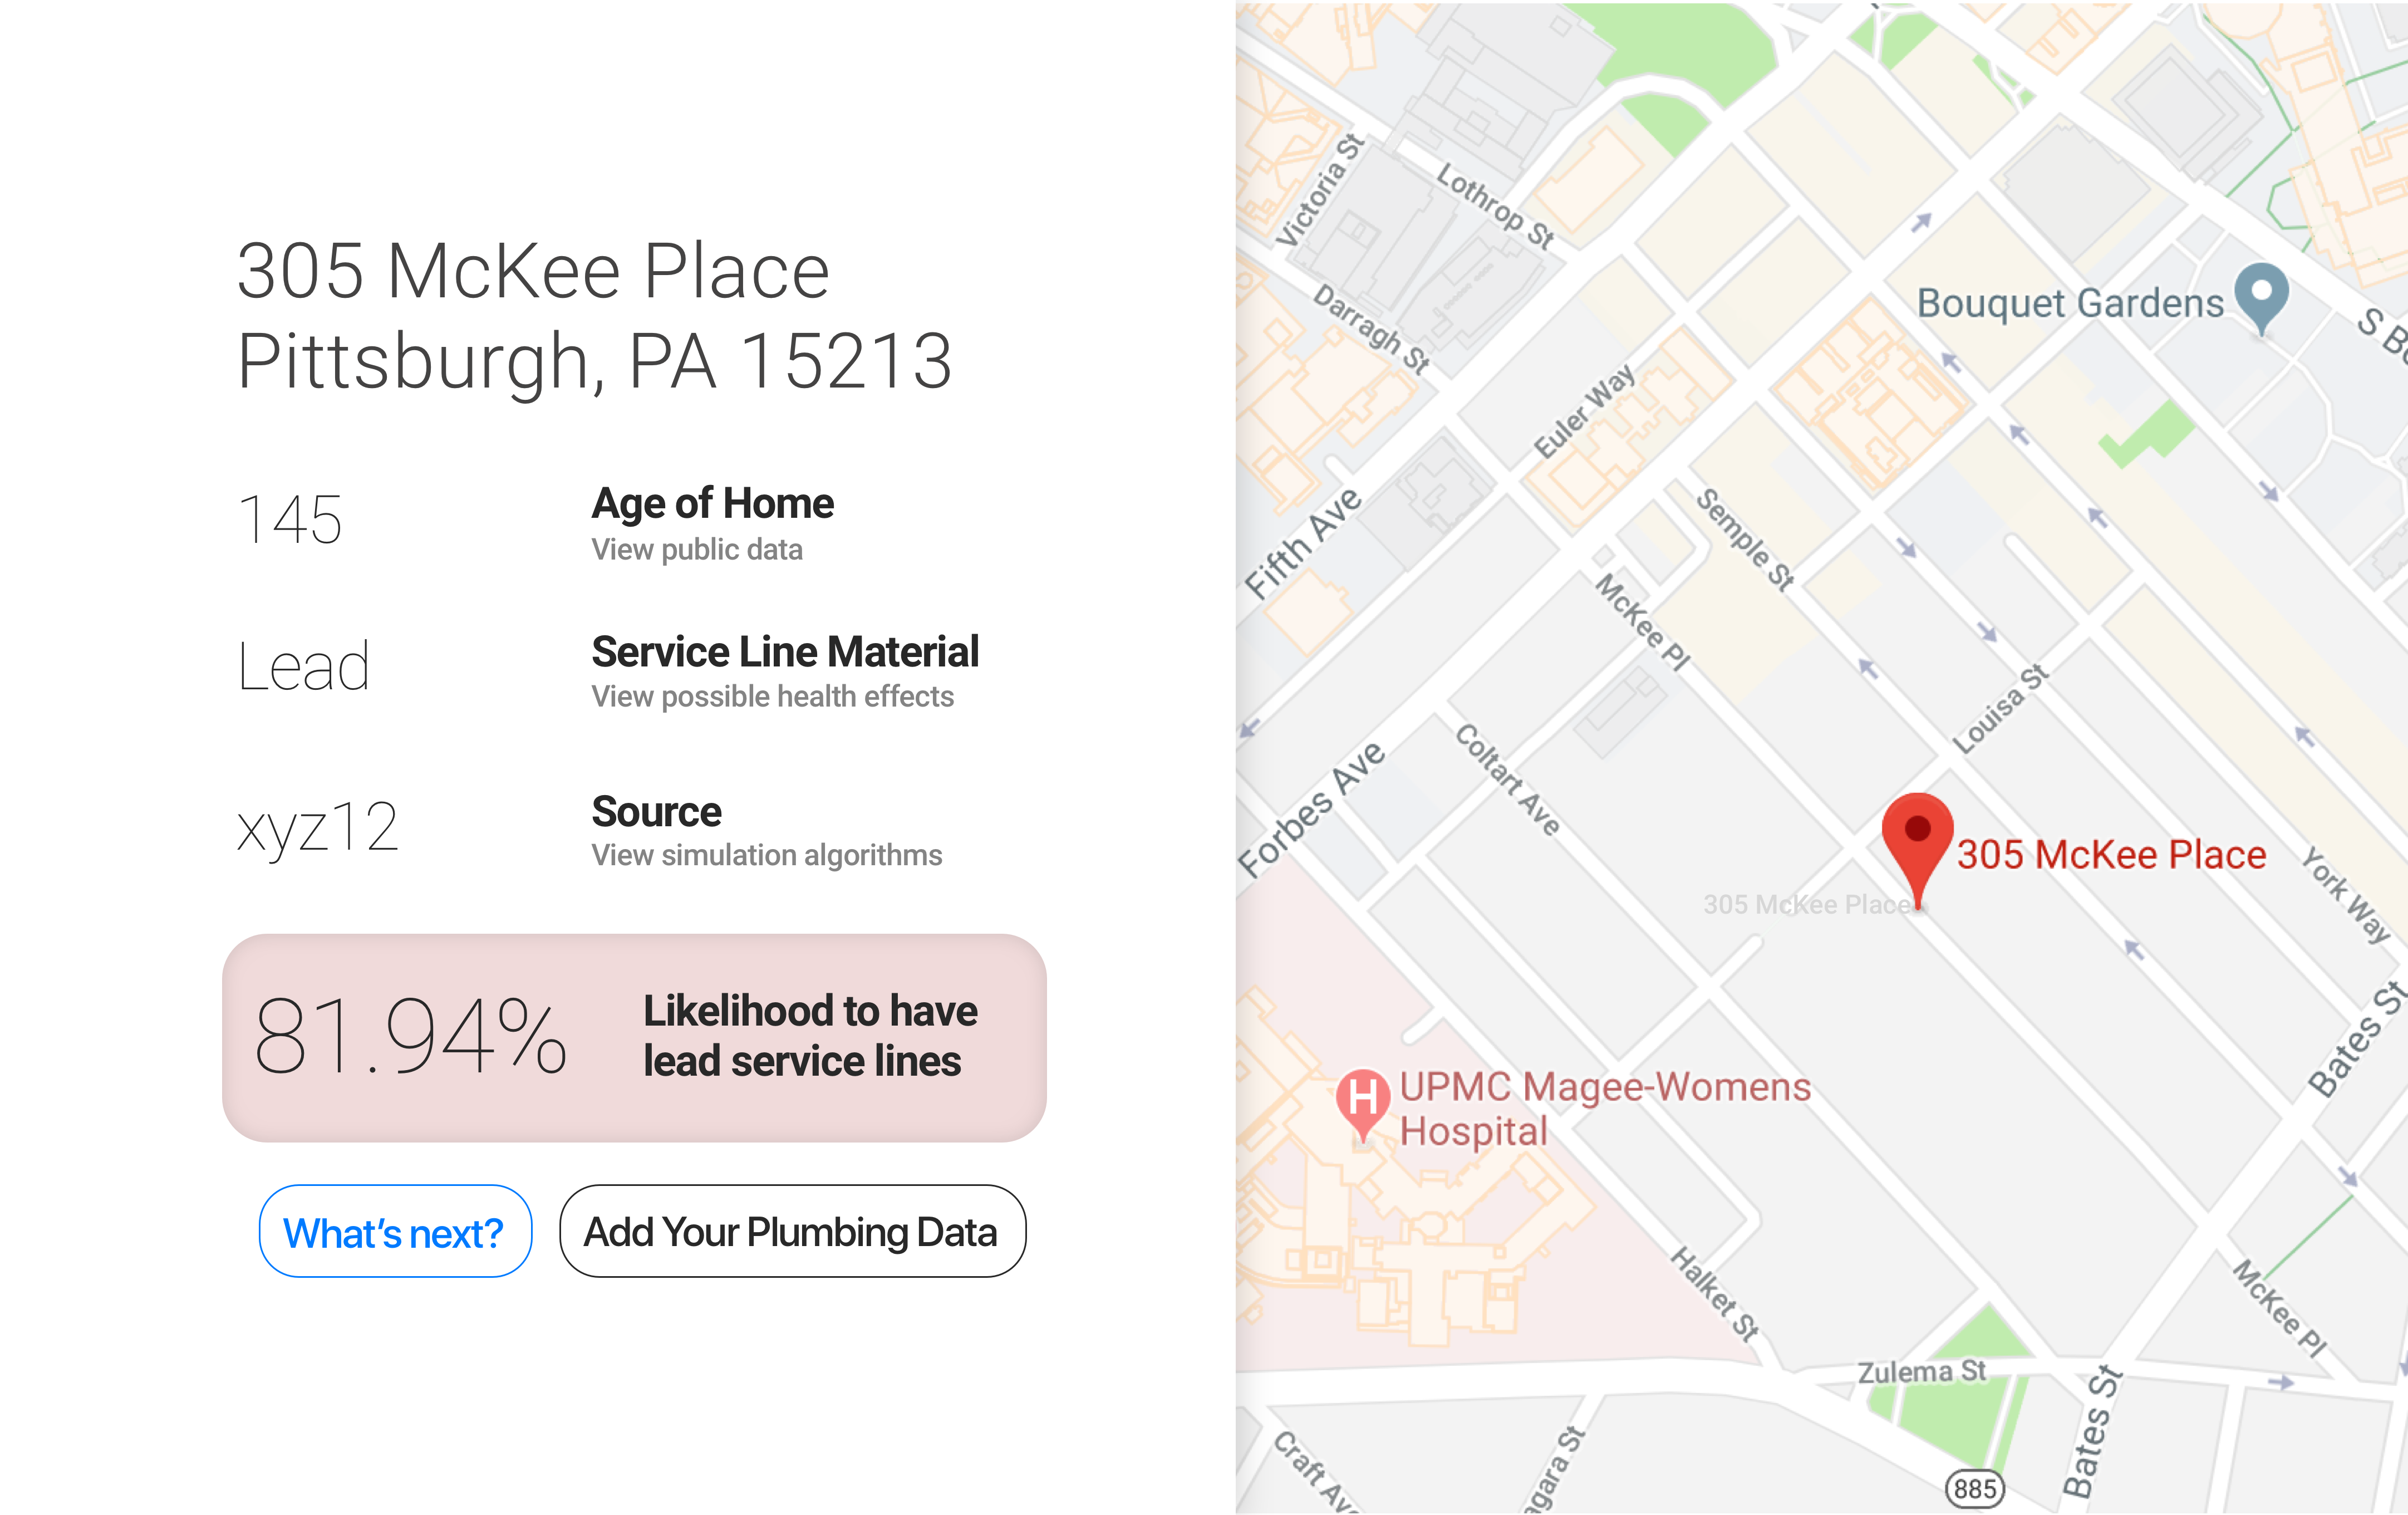 305 McKee Place
Pittsburgh, PA 15213
145
Age of Home
View public data
Lead
Service Line Material
View possible health effects
xyz12
Source
View simulation algorithms
81.94%
Likelihood to have
lead service lines
What's next?
Add Your Plumbing Data
Victoria St
Lothrop St
Darragh St
Bouquet Gardens
S Bo
Euler Way
Fifth Ave
Semple St
McKee Pl
Louisa St
Coltart Ave
Forbes Ave
305 McKee Place
305 McKee Place
York Way
Bates St
H
UPMC Magee-Womens
Hospital
Halket St
McKee Pl
Zulema St
Bates St
Craft Ave
agara St
885